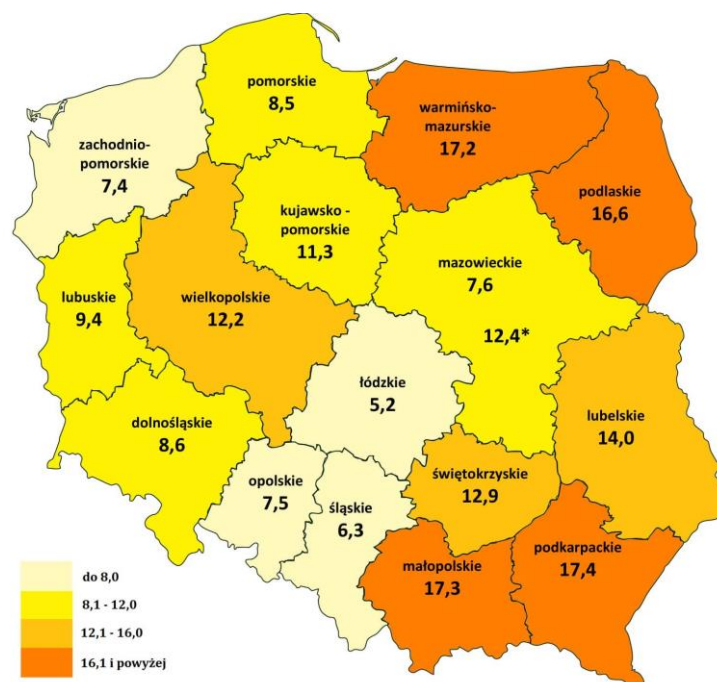 pomorskie
8,5
warmińsko-
mazurskie
17,2
zachodnio-
pomorskie
7,4
podlaskie
16,6
kujawsko -
pomorskie
11,3
mazowieckie
7,6
12,4*
lubuskie
9,4
wielkopolskie
12,2
łódzkie
5,2
lubelskie
14,0
dolnośląskie
8,6
opolskie
7,5
śląskie
6,3
świętokrzyskie
12,9
małopolskie
17,3
podkarpackie
17,4
do 8,0
8,1 - 12,0
12,1 - 16,0
16,1 i powyżej